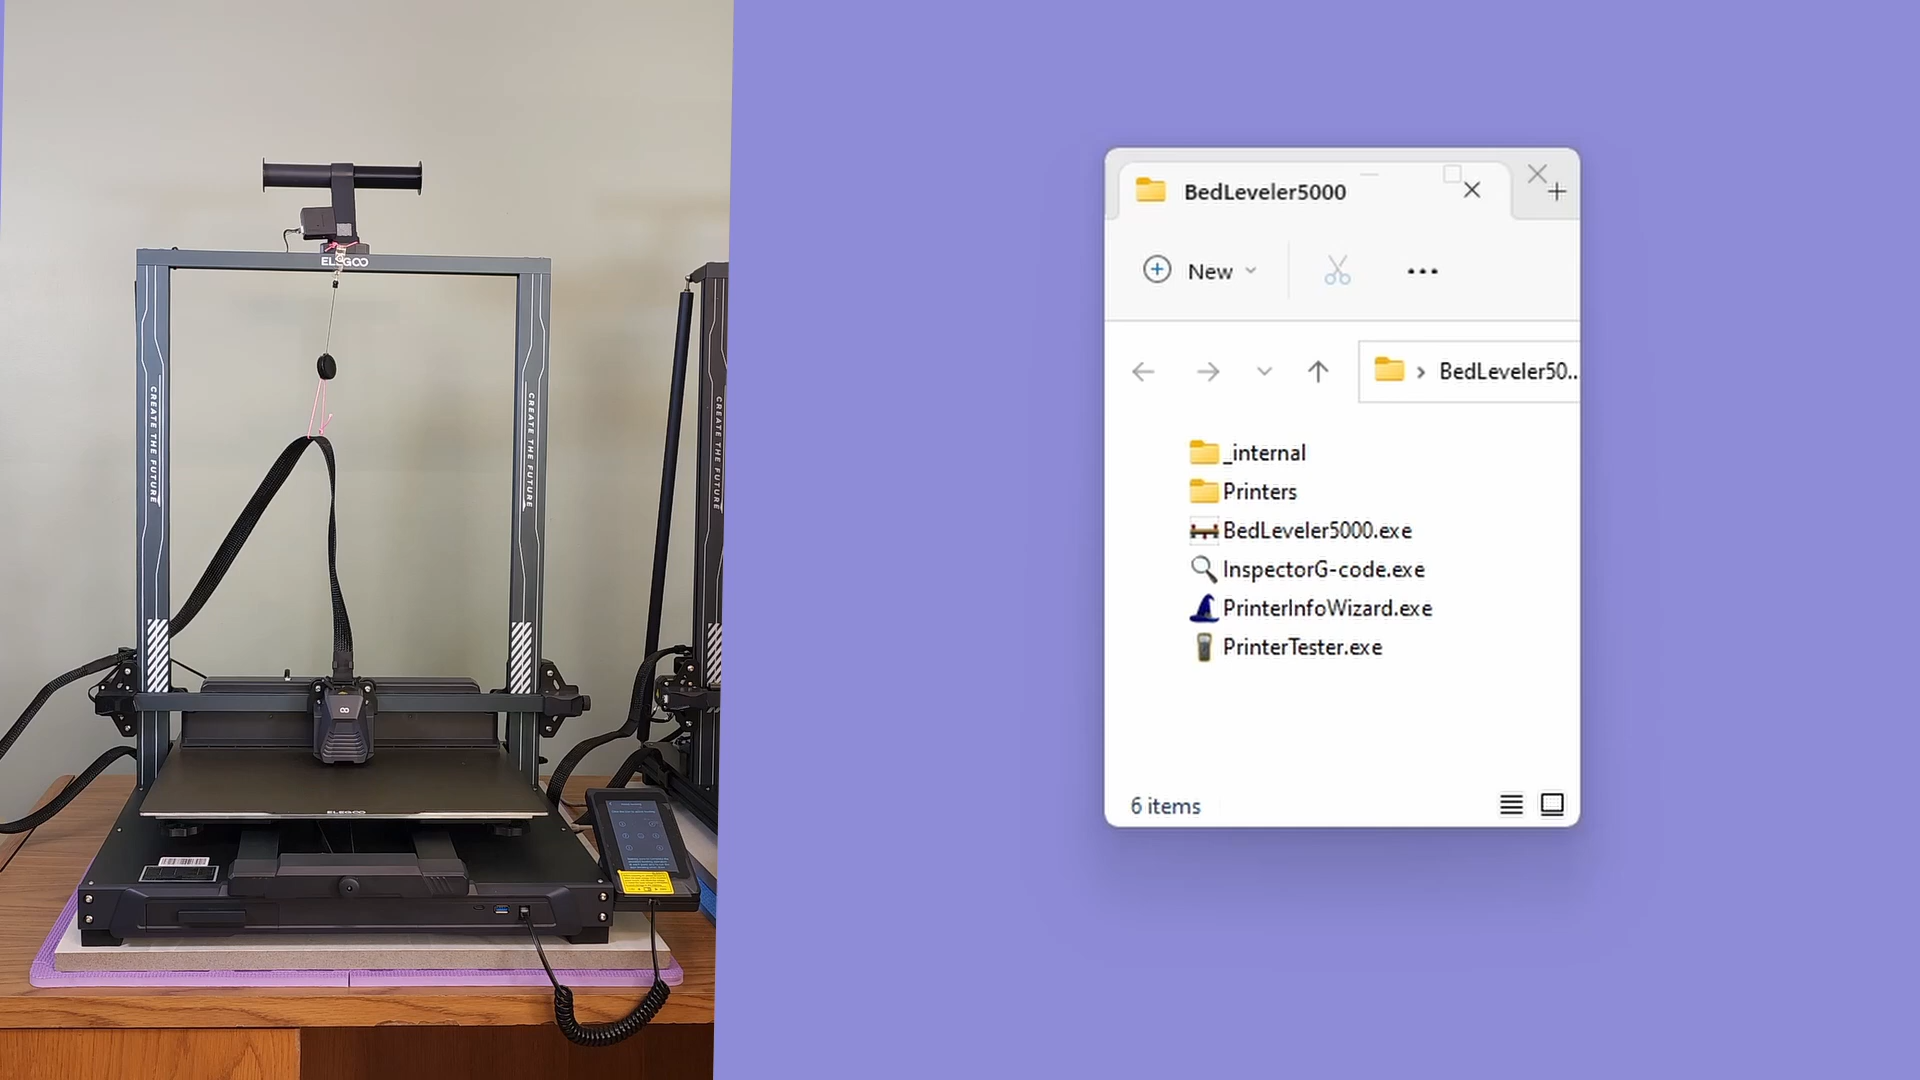 ELEGOO
CREATE THE FUTURE
CREATE THE FUTURE
CREATE THE FUTURE
ELEGOO
BedLeveler5000
New
BedLeveler50...
_internal
Printers
BedLeveler5000.exe
InspectorG-code.exe
PrinterInfoWizard.exe
PrinterTester.exe
6 items